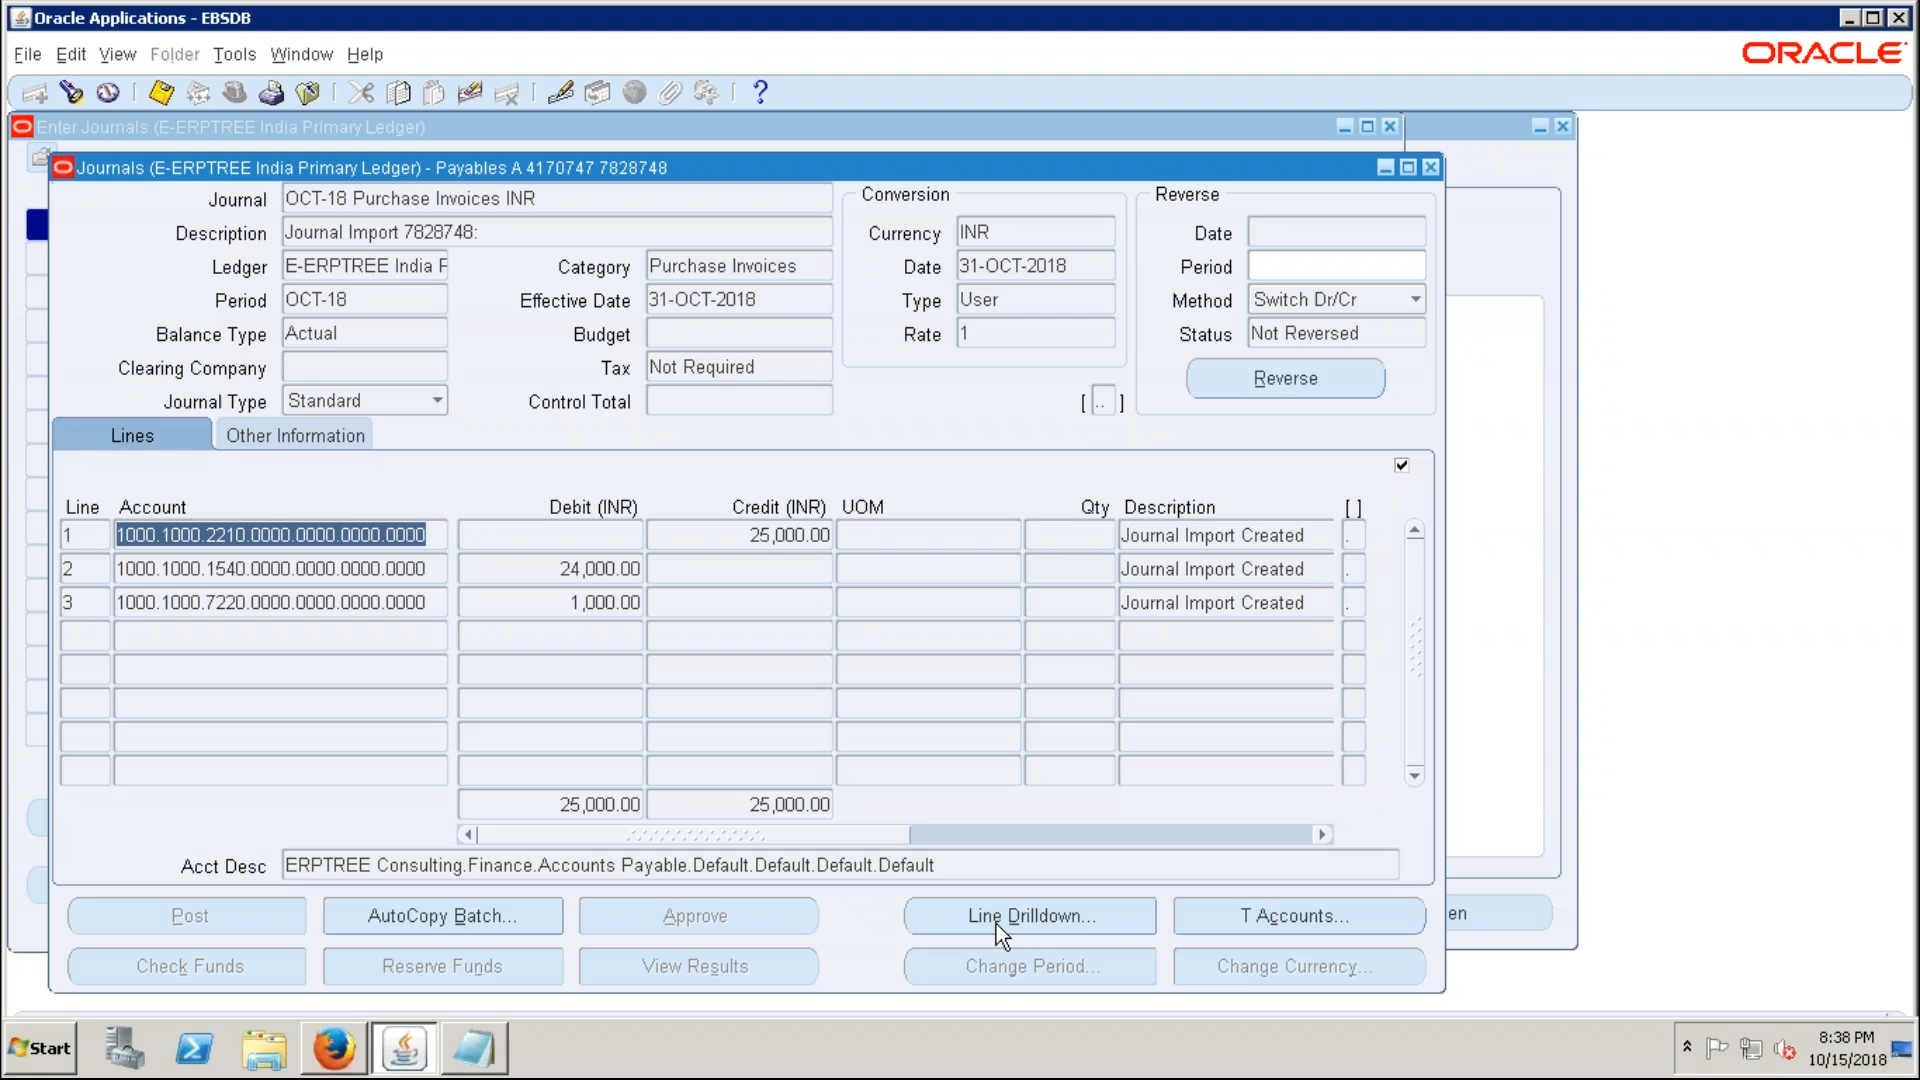 Oracle Applications - EBSDB
File Edit View Folder Tools Window Help
ORACLE
Enter Journals (E-ERPTREE India Primary Ledger)
Journals (E-ERPTREE India Primary Ledger) - Payables A 4170747 7828748
Journal OCT-18 Purchase Invoices INR
Description Journal Import 7828748:
Ledger E-ERPTREE India P Category Purchase Invoices
Period OCT-18 Effective Date 31-OCT-2018
Balance Type Actual Budget
Clearing Company Tax Not Required
Journal Type Standard Control Total
Conversion
Currency INR
Date 31-OCT-2018
Type User
Rate 1
Reverse
Date
Period
Method Switch Dr/Cr
Status Not Reversed
Reverse
[ .. ]
Lines Other Information
Line Account Debit (INR) Credit (INR) UOM Qty Description [ ]
1 1000.1000.2210.0000.0000.0000.0000 25,000.00 Journal Import Created .
2 1000.1000.1540.0000.0000.0000.0000 24,000.00 Journal Import Created .
3 1000.1000.7220.0000.0000.0000.0000 1,000.00 Journal Import Created .
25,000.00 25,000.00
Acct Desc ERPTREE Consulting.Finance.Accounts Payable.Default.Default.Default.Default
Post AutoCopy Batch... Approve Line Drilldown... T Accounts... en
Check Funds Reserve Funds View Results Change Period... Change Currency...
Start
8:38 PM
10/15/2018